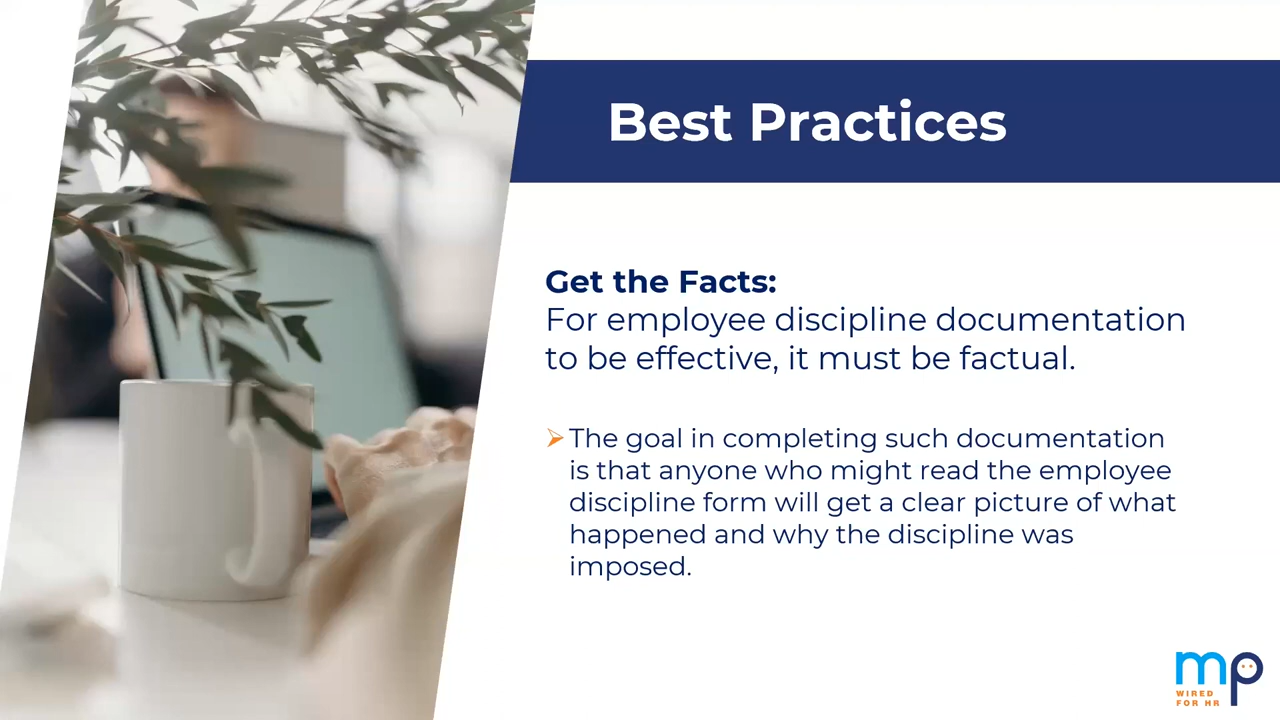 Best Practices
Get the Facts:
For employee discipline documentation
to be effective, it must be factual.
The goal in completing such documentation
is that anyone who might read the employee
discipline form will get a clear picture of what
happened and why the discipline was
imposed.
mp
WIRED
FOR HR